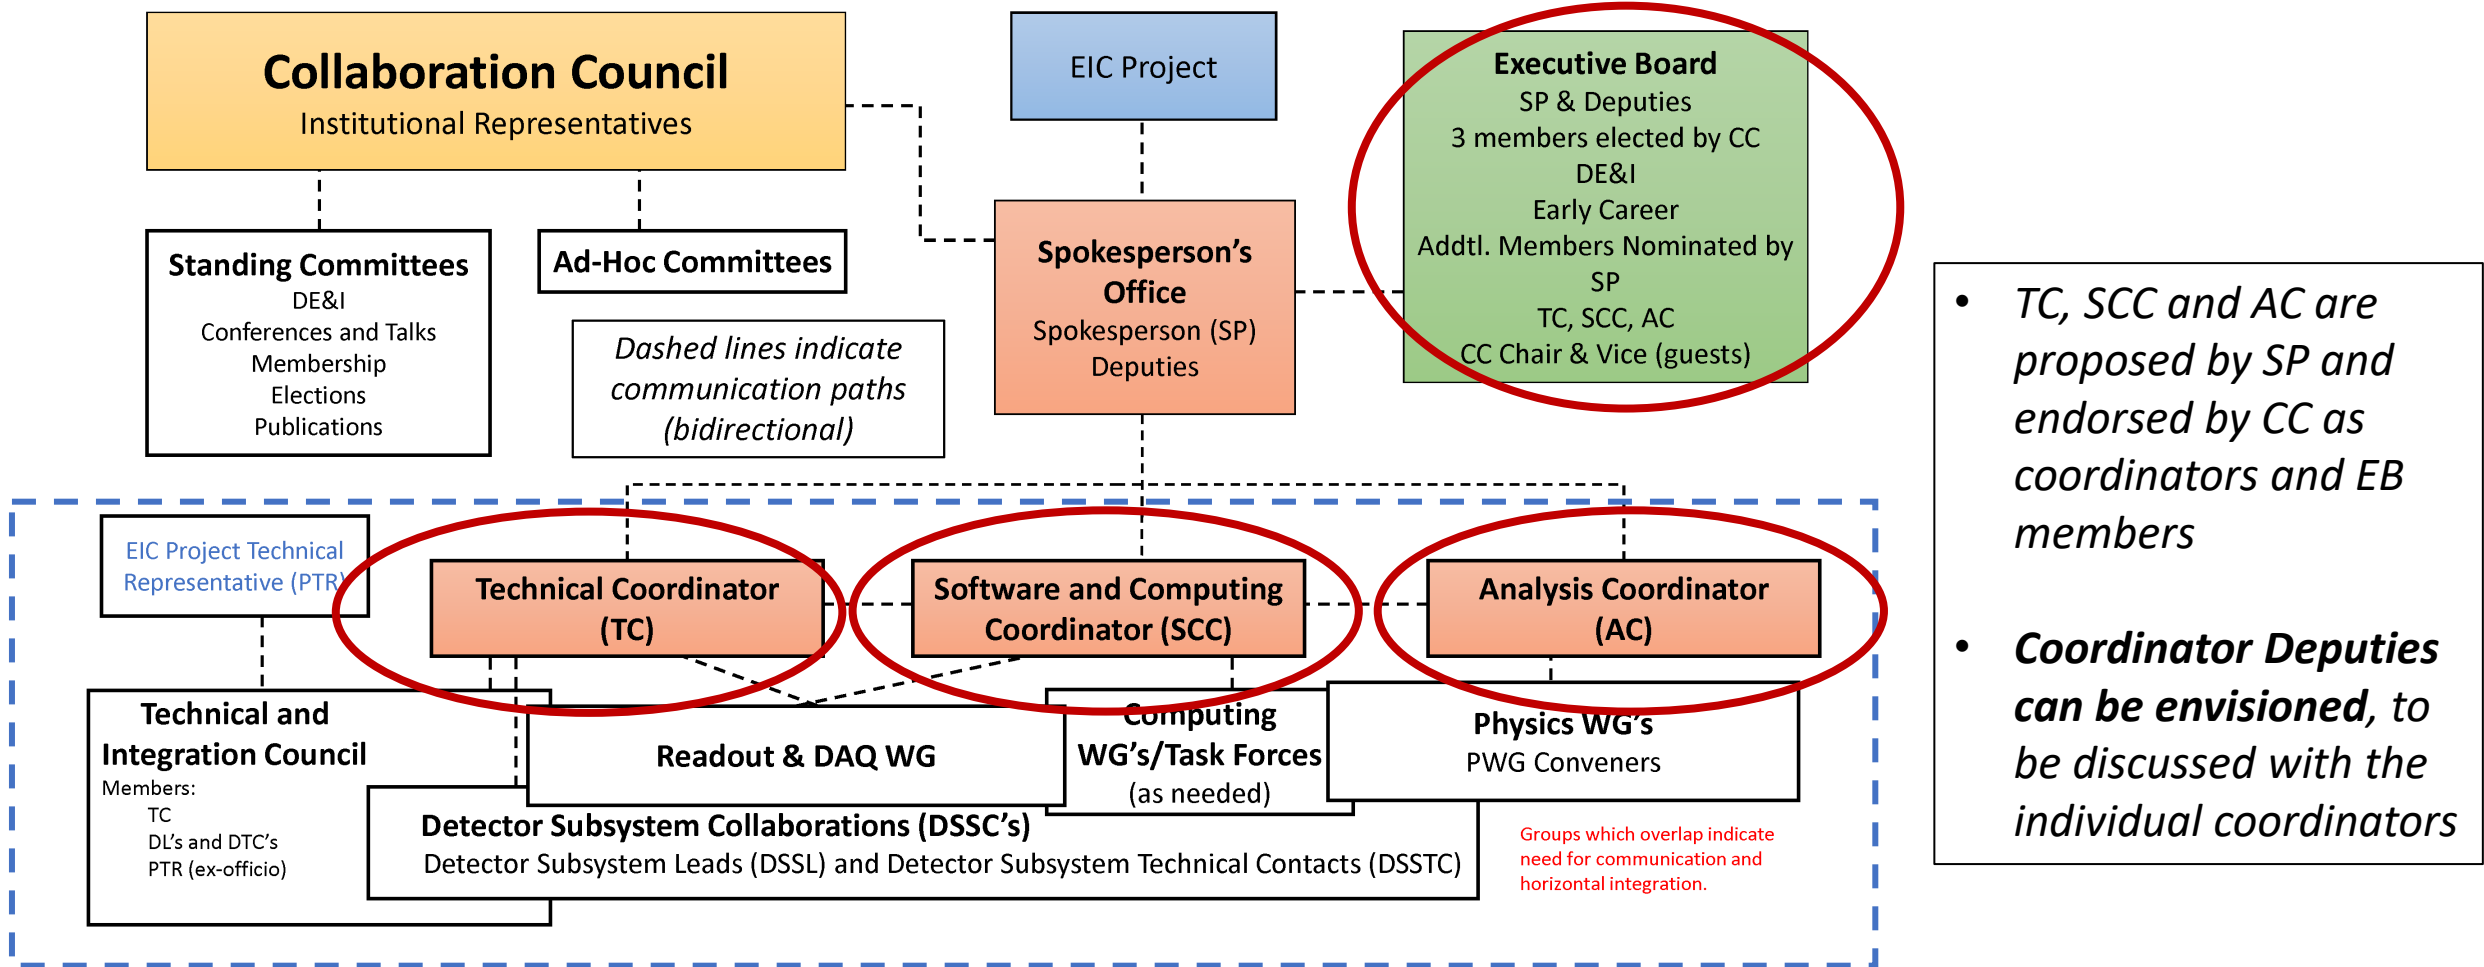 Collaboration Council
Institutional Representatives
EIC Project
Executive Board
SP & Deputies
3 members elected by CC
DE&I
Early Career
Addtl. Members Nominated by
SP
TC, SCC, AC
CC Chair & Vice (guests)
Standing Committees
DE&I
Conferences and Talks
Membership
Elections
Publications
Ad-Hoc Committees
Dashed lines indicate
communication paths
(bidirectional)
Spokesperson’s
Office
Spokesperson (SP)
Deputies
• TC, SCC and AC are
proposed by SP and
endorsed by CC as
coordinators and EB
members
• Coordinator Deputies
can be envisioned, to
be discussed with the
individual coordinators
EIC Project Technical
Representative (PTR)
Technical Coordinator
(TC)
Software and Computing
Coordinator (SCC)
Analysis Coordinator
(AC)
Technical and
Integration Council
Members:
TC
DL’s and DTC’s
PTR (ex-officio)
Readout & DAQ WG
Computing
WG’s/Task Forces
(as needed)
Physics WG’s
PWG Conveners
Detector Subsystem Collaborations (DSSC’s)
Detector Subsystem Leads (DSSL) and Detector Subsystem Technical Contacts (DSSTC)
Groups which overlap indicate
need for communication and
horizontal integration.